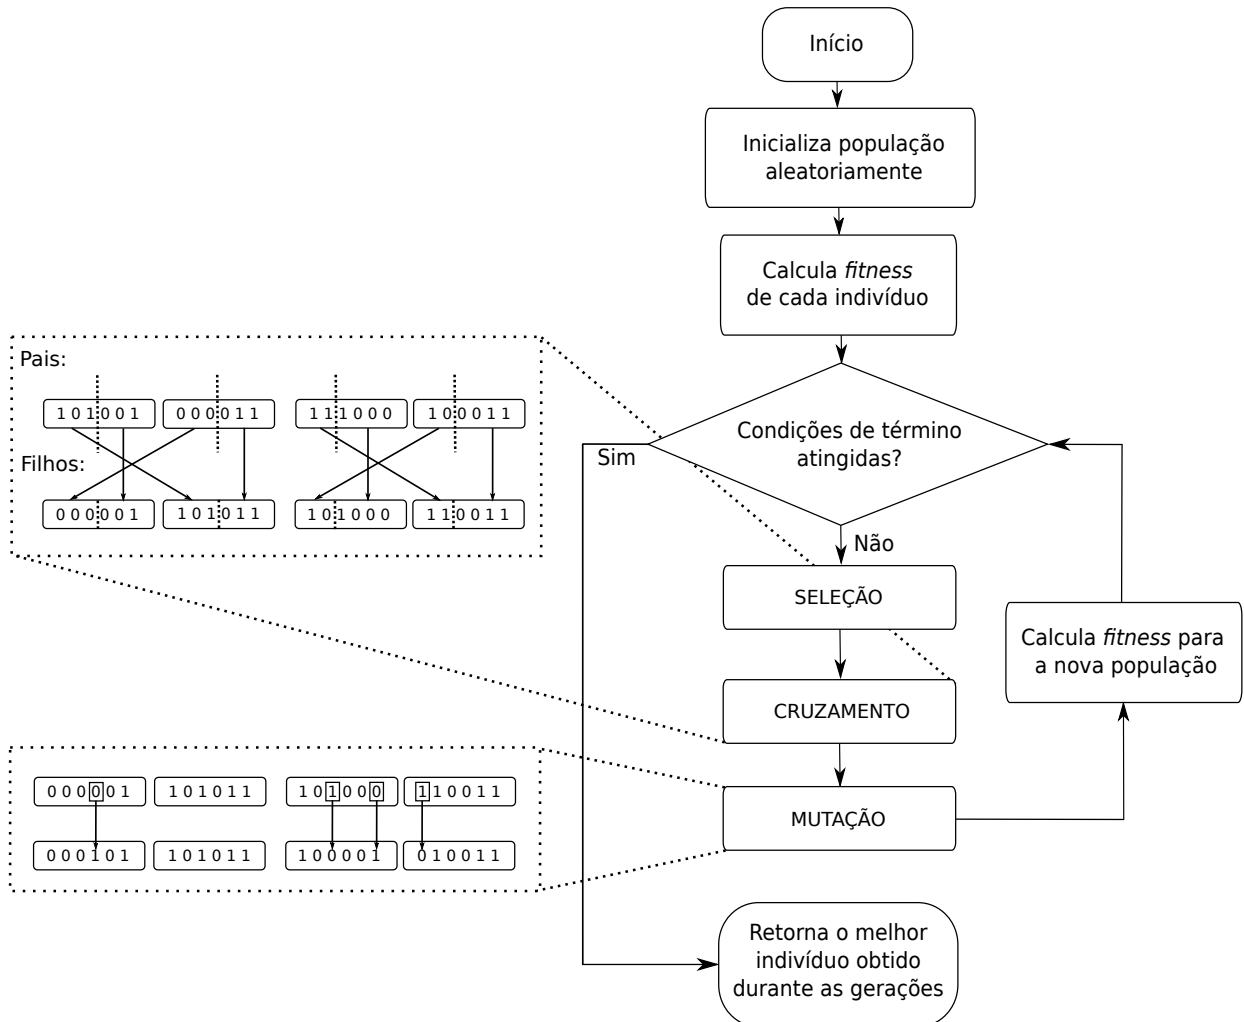 Início
Inicializa população
aleatoriamente
Calcula fitness
de cada indivíduo
Condições de término
atingidas?
Sim
Não
SELEÇÃO
CRUZAMENTO
MUTAÇÃO
Calcula fitness para
a nova população
Retorna o melhor
indivíduo obtido
durante as gerações
Pais:
1 0 1 0 0 1 0 0 0 0 1 1 1 1 1 0 0 0 1 0 0 0 1 1
Filhos:
0 0 0 0 0 1 1 0 1 0 1 1 1 0 1 0 0 0 1 1 0 0 1 1
0 0 0 0 0 1 1 0 1 0 1 1 1 0 1 0 0 0 1 1 0 0 1 1
0 0 0 1 0 1 1 0 1 0 1 1 1 0 0 0 0 1 0 1 0 0 1 1